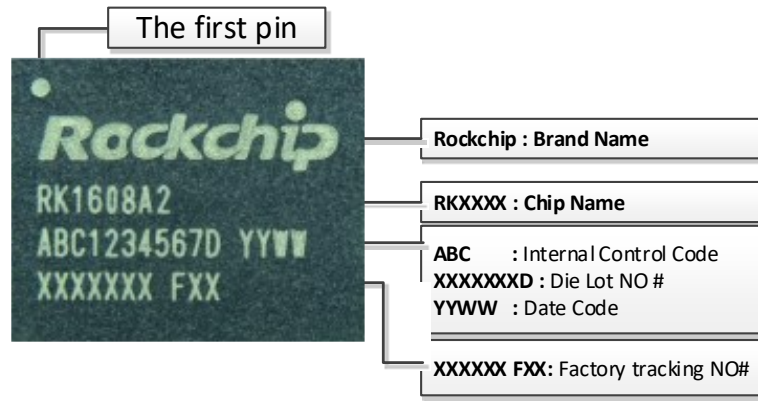 The first pin
Rockchip
RK1608A2
ABC1234567D YYWW
XXXXXXX FXX
Rockchip : Brand Name
RKXXXX : Chip Name
ABC : Internal Control Code
XXXXXXXD : Die Lot NO #
YYWW : Date Code
XXXXXX FXX: Factory tracking NO#